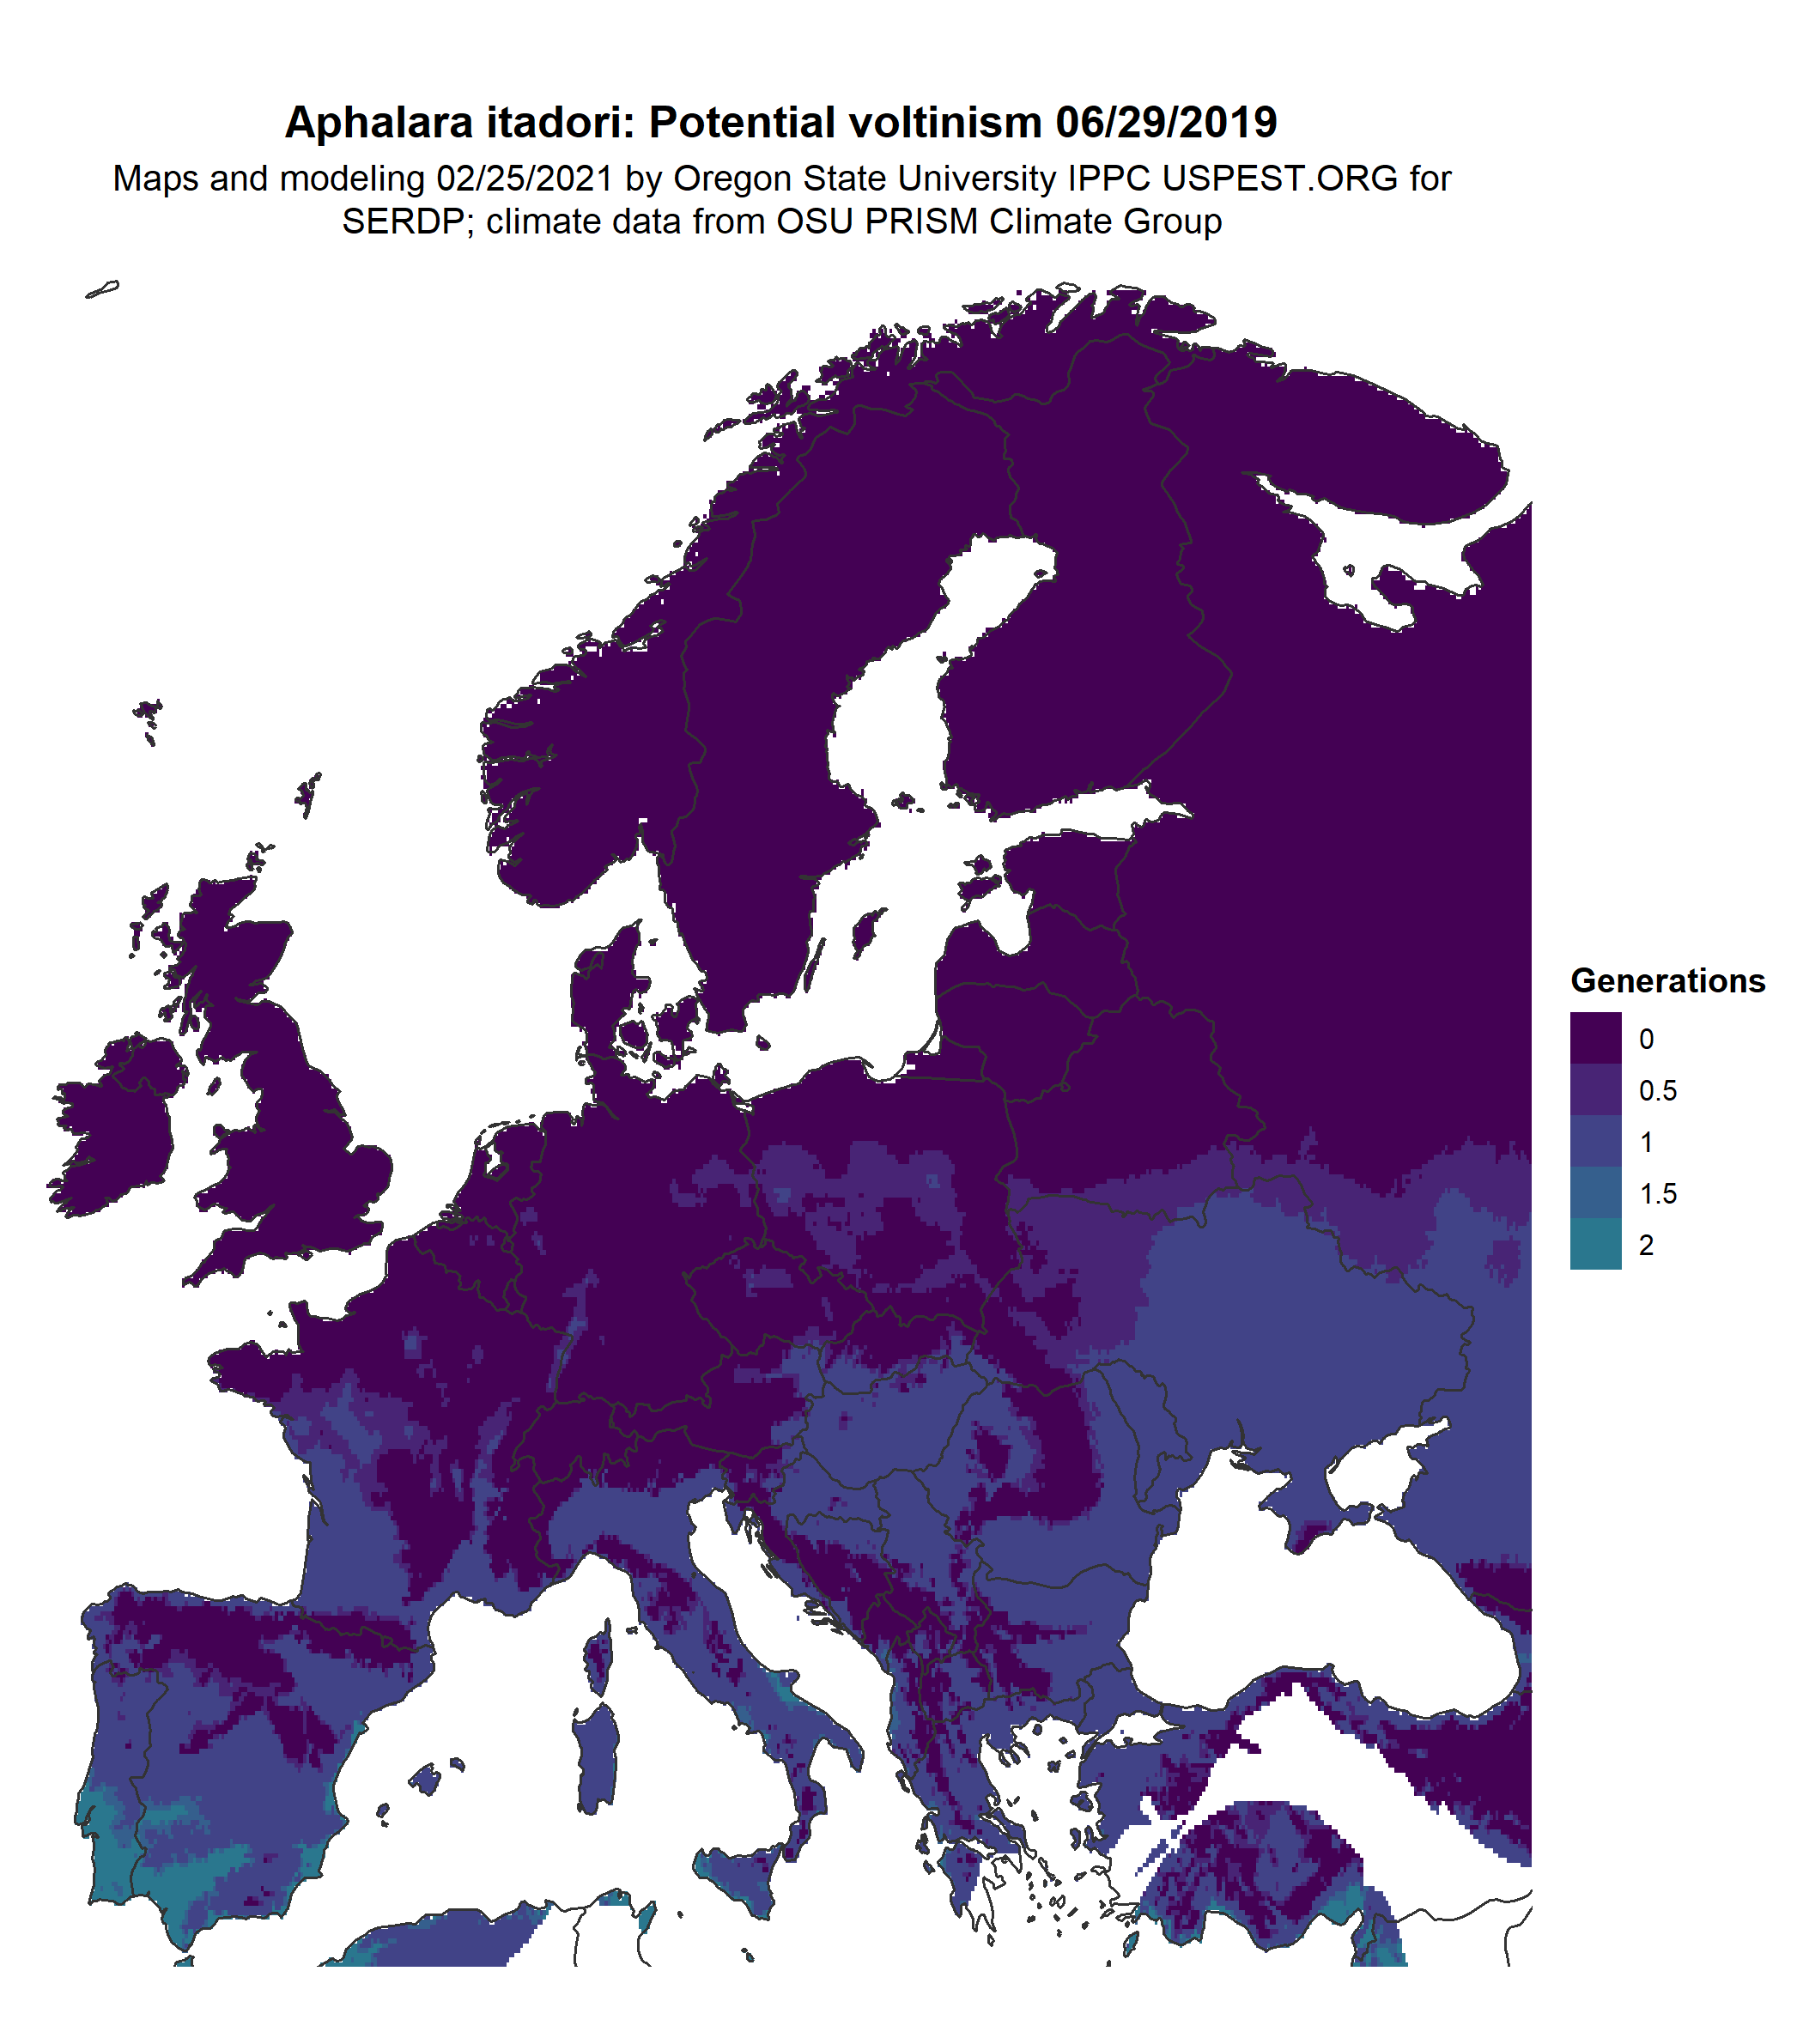 Aphalara itadori: Potential voltinism 06/29/2019
Maps and modeling 02/25/2021 by Oregon State University IPPC USPEST.ORG for
SERDP; climate data from OSU PRISM Climate Group
Generations
0
0.5
1
1.5
2